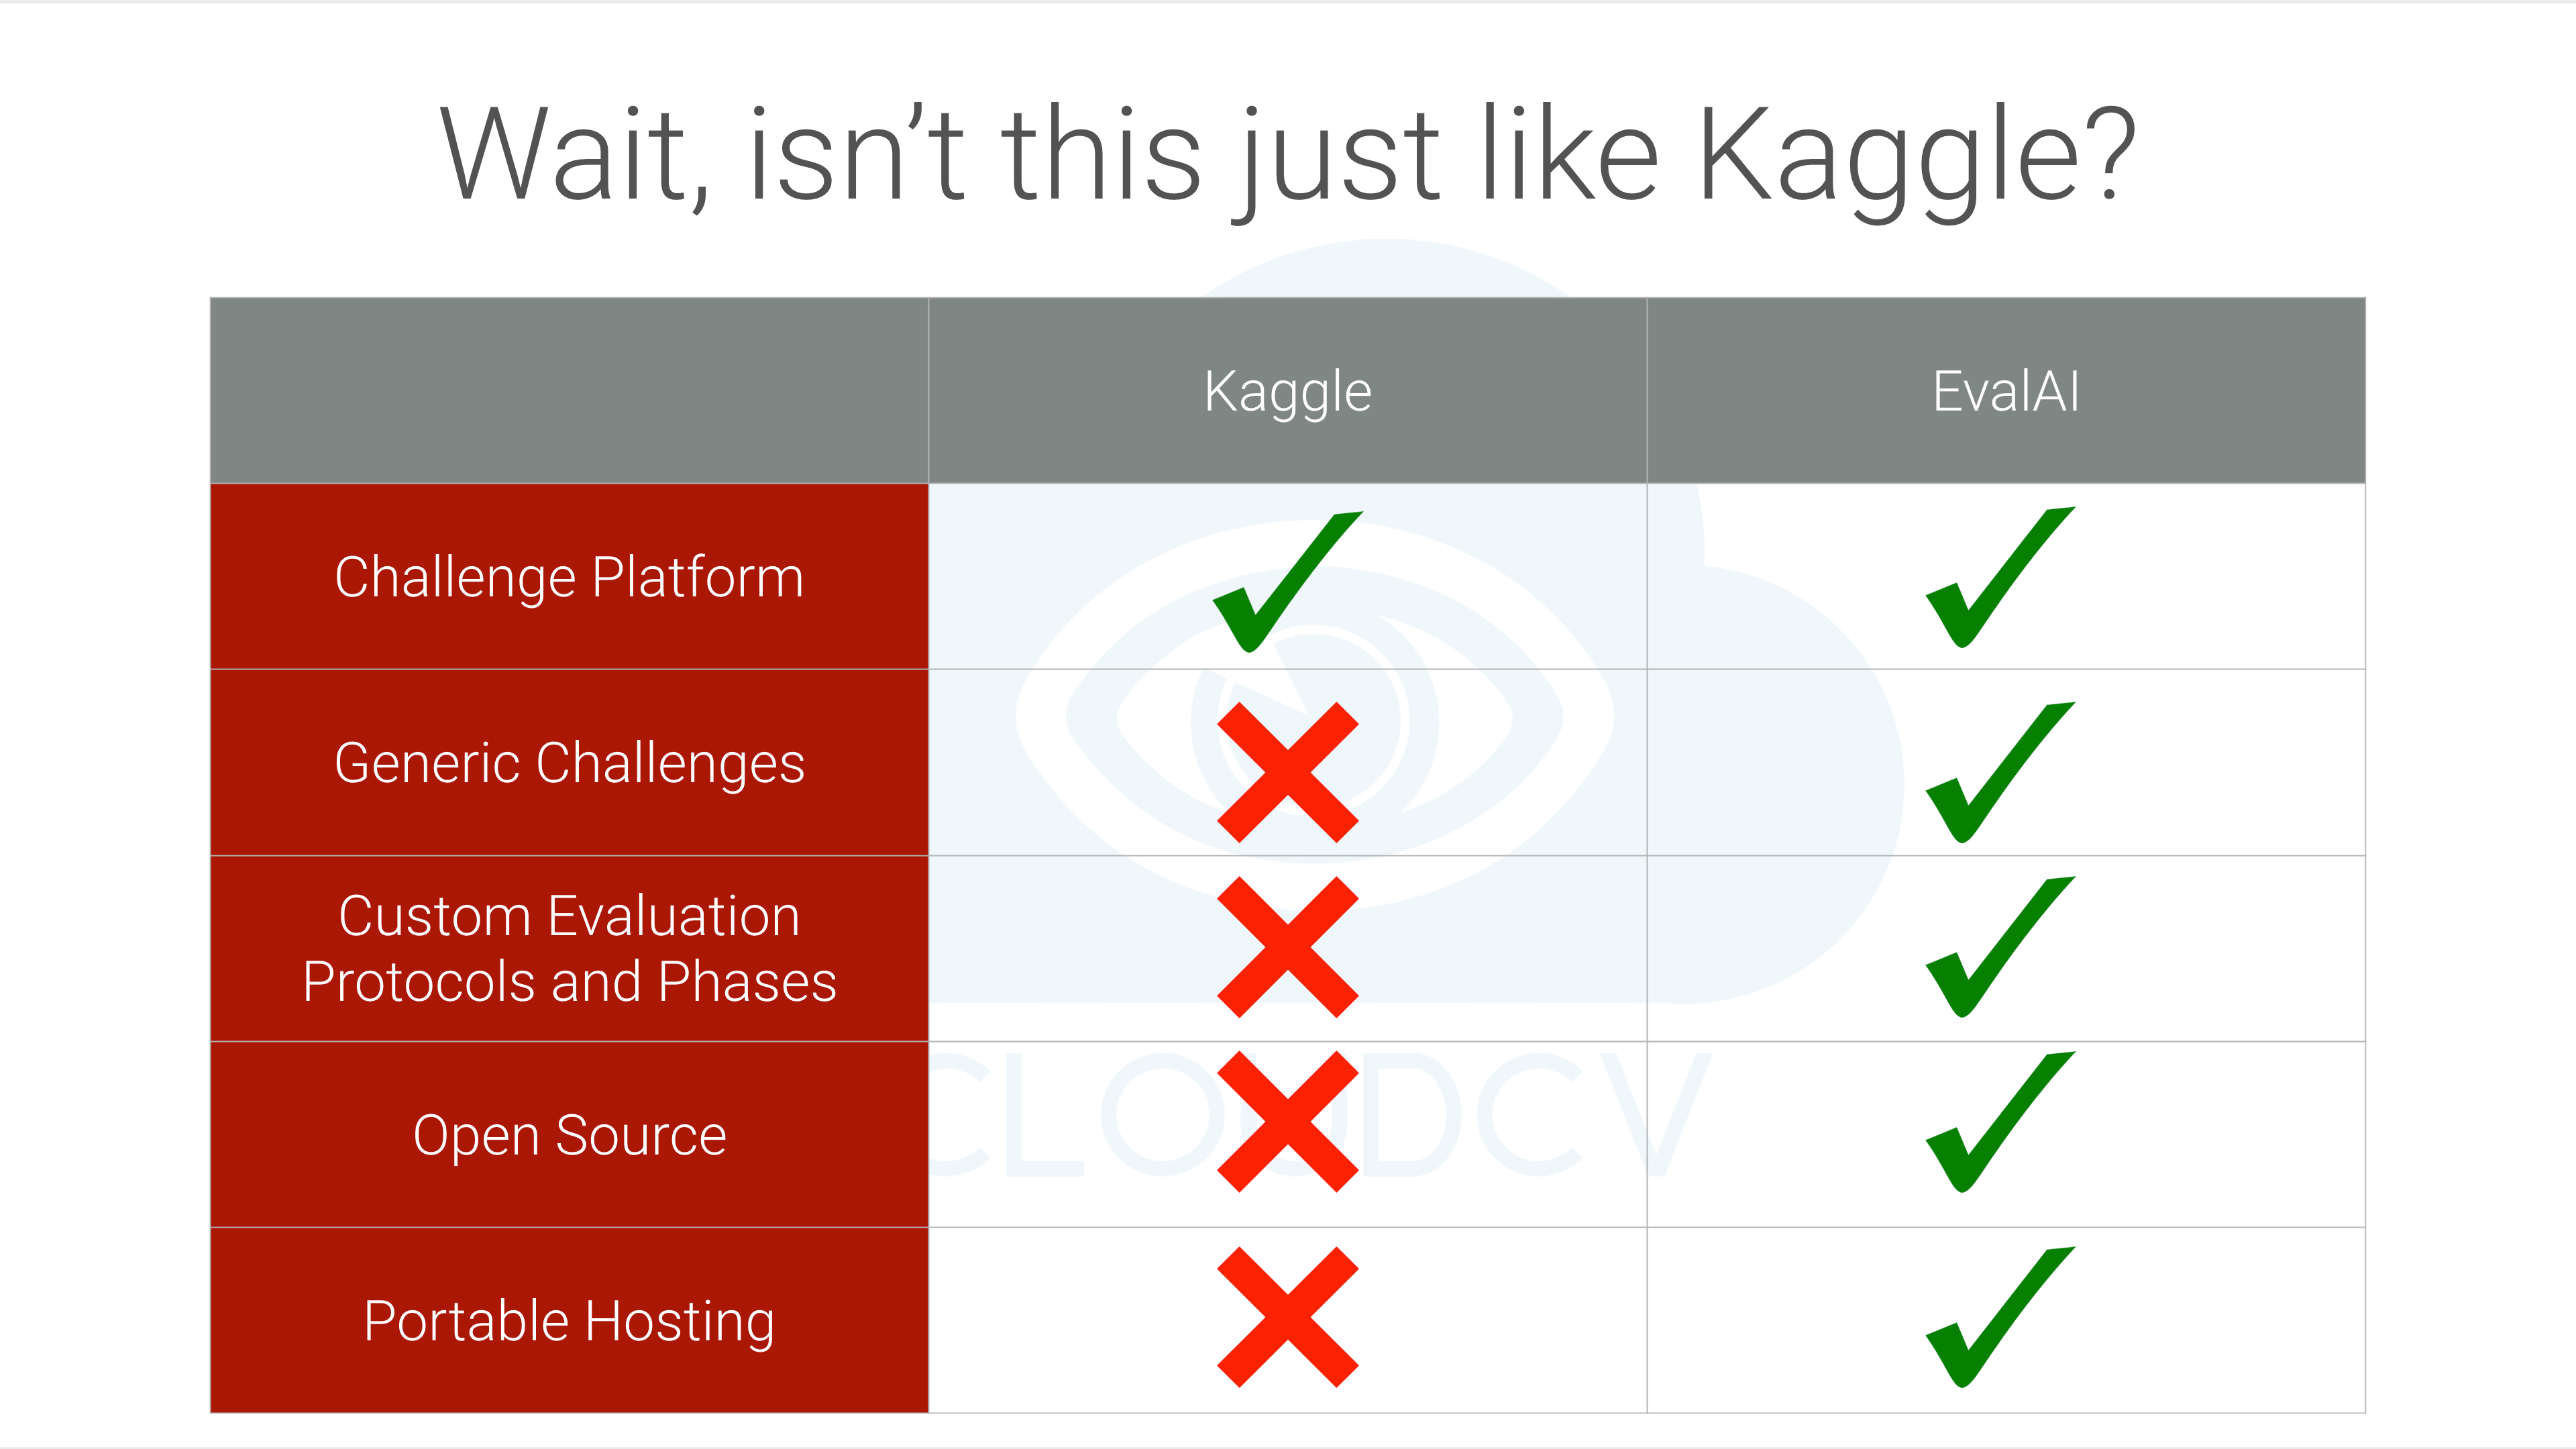 Wait, isn’t this just like Kaggle?
Kaggle
EvalAI
Challenge Platform
Generic Challenges
Custom Evaluation
Protocols and Phases
Open Source
Portable Hosting
CLOUDCV